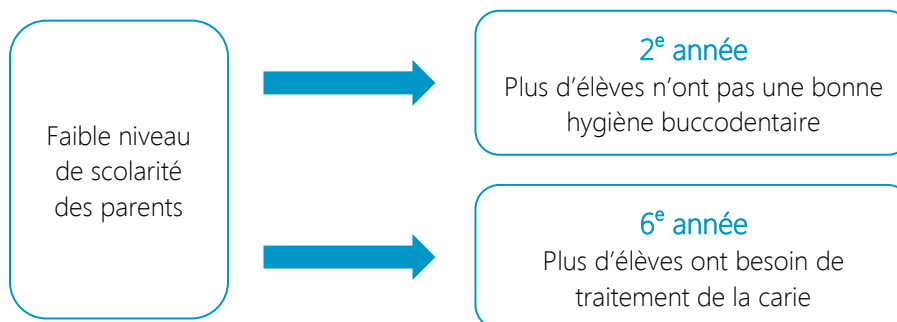 Faible niveau
de scolarité
des parents
2e année
Plus d'élèves n'ont pas une bonne
hygiène buccodentaire
6e année
Plus d'élèves ont besoin de
traitement de la carie